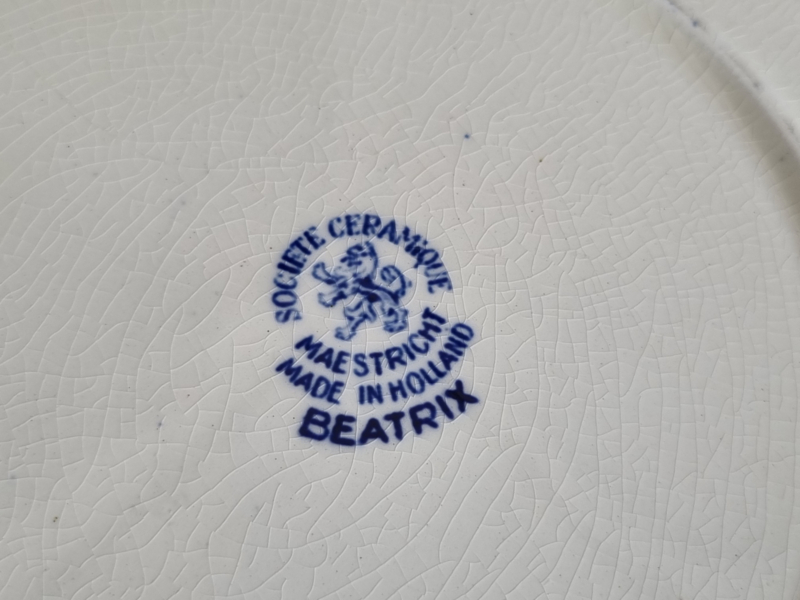 SOCIETE CERAMIQUE
MAESTRICHT
MADE IN HOLLAND
BEATRIX